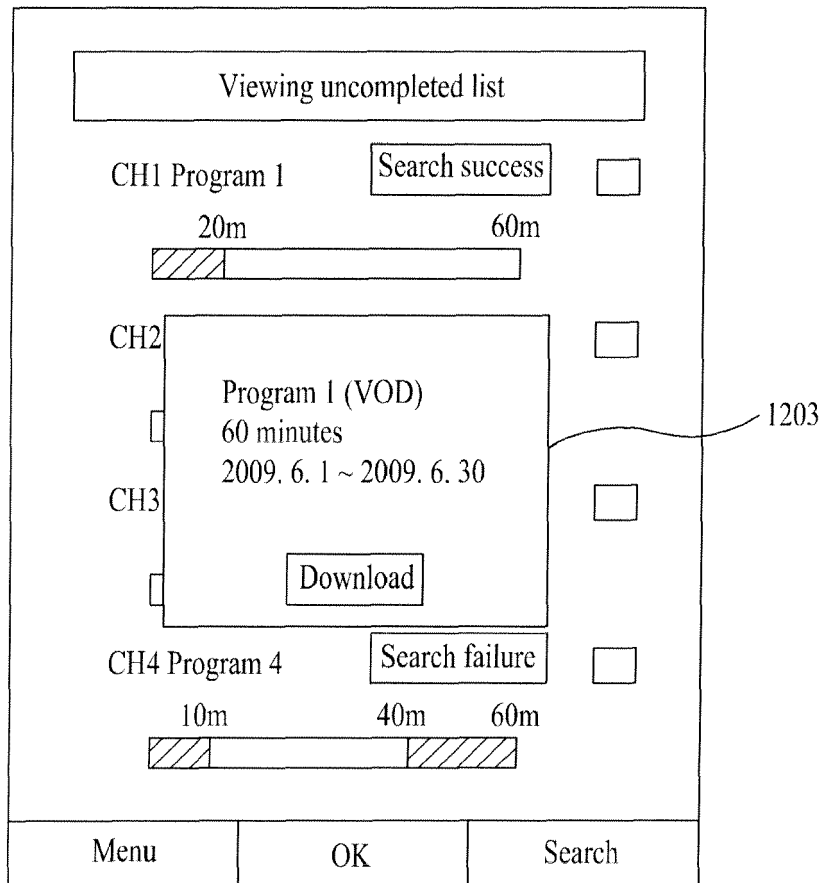 Viewing uncompleted list
CH1 Program 1
Search success
20m
60m
CH2
Program 1 (VOD)
60 minutes
2009. 6. 1 ~ 2009. 6. 30
1203
CH3
Download
CH4 Program 4
Search failure
10m
40m
60m
Menu
OK
Search